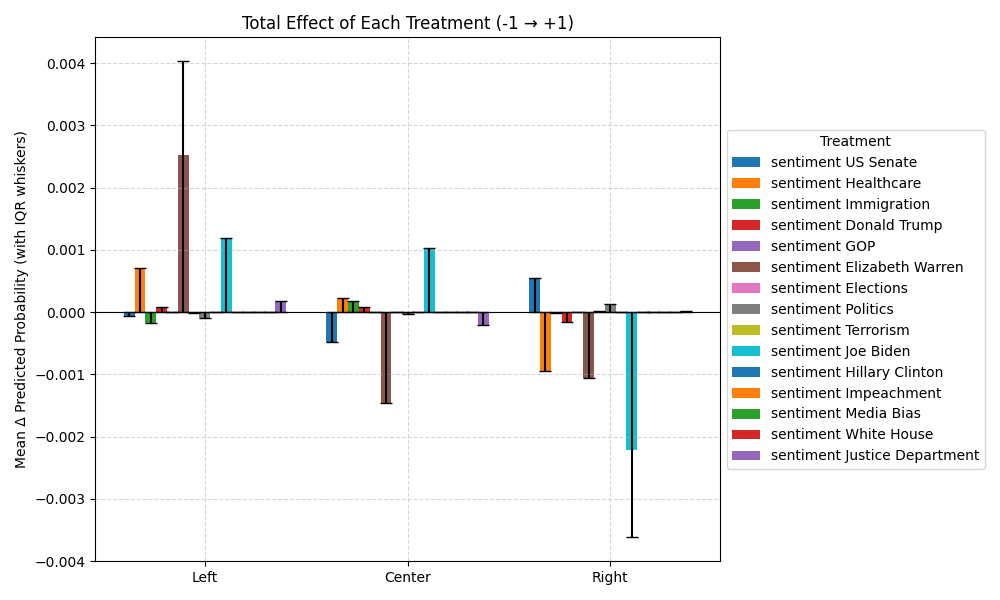 Total Effect of Each Treatment (-1 → +1)
Mean Δ Predicted Probability (with IQR whiskers)
0.004
0.003
0.002
0.001
0.000
−0.001
−0.002
−0.003
−0.004
Left
Center
Right
Treatment
sentiment US Senate
sentiment Healthcare
sentiment Immigration
sentiment Donald Trump
sentiment GOP
sentiment Elizabeth Warren
sentiment Elections
sentiment Politics
sentiment Terrorism
sentiment Joe Biden
sentiment Hillary Clinton
sentiment Impeachment
sentiment Media Bias
sentiment White House
sentiment Justice Department